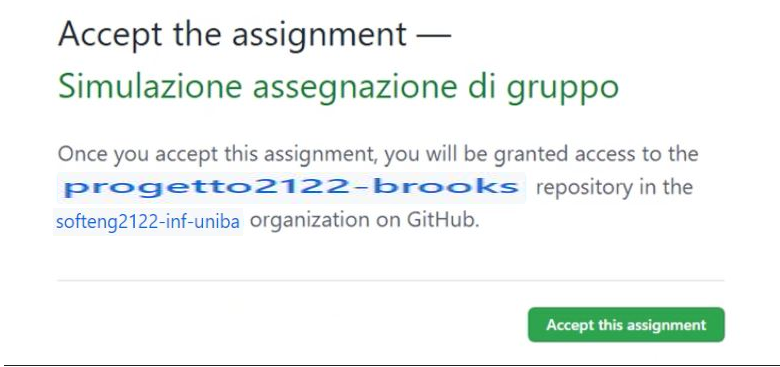 Accept the assignment —
Simulazione assegnazione di gruppo
Once you accept this assignment, you will be granted access to the
progetto2122-brooks repository in the
softeng2122-inf-uniba organization on GitHub.
Accept this assignment